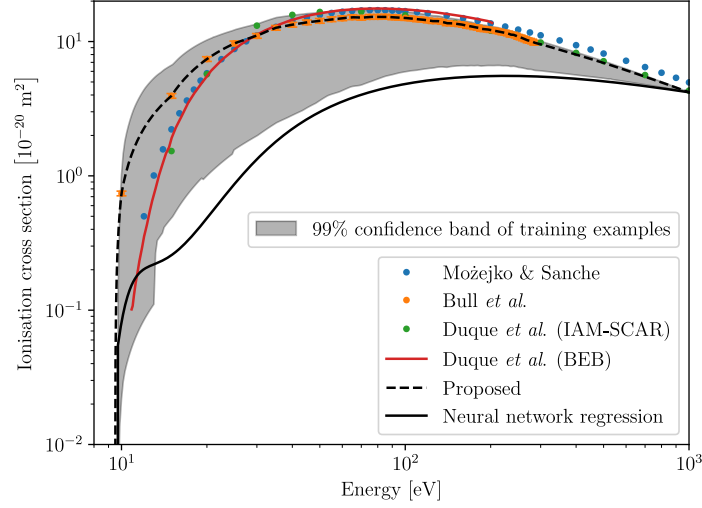 Ionisation cross section [10⁻²⁰ m²]
10¹
10⁰
10⁻¹
10⁻²
99% confidence band of training examples
Możejko & Sanche
Bull et al.
Duque et al. (IAM-SCAR)
Duque et al. (BEB)
Proposed
Neural network regression
10¹ 10² 10³
Energy [eV]